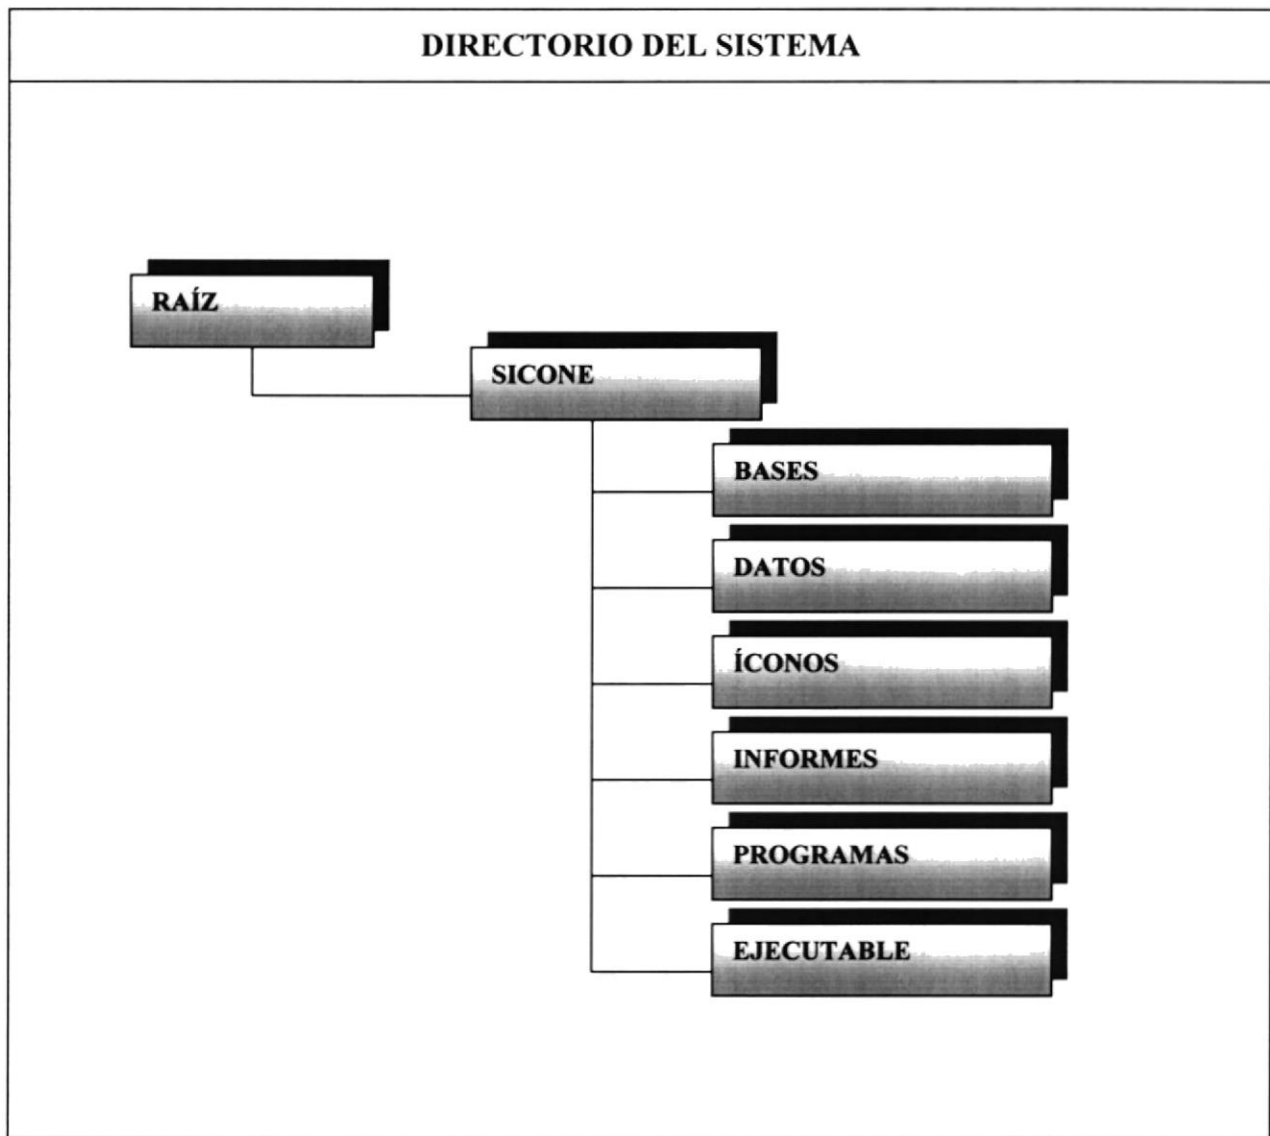 DIRECTORIO DEL SISTEMA
RAÍZ
SICONE
BASES
DATOS
ÍCONOS
INFORMES
PROGRAMAS
EJECUTABLE